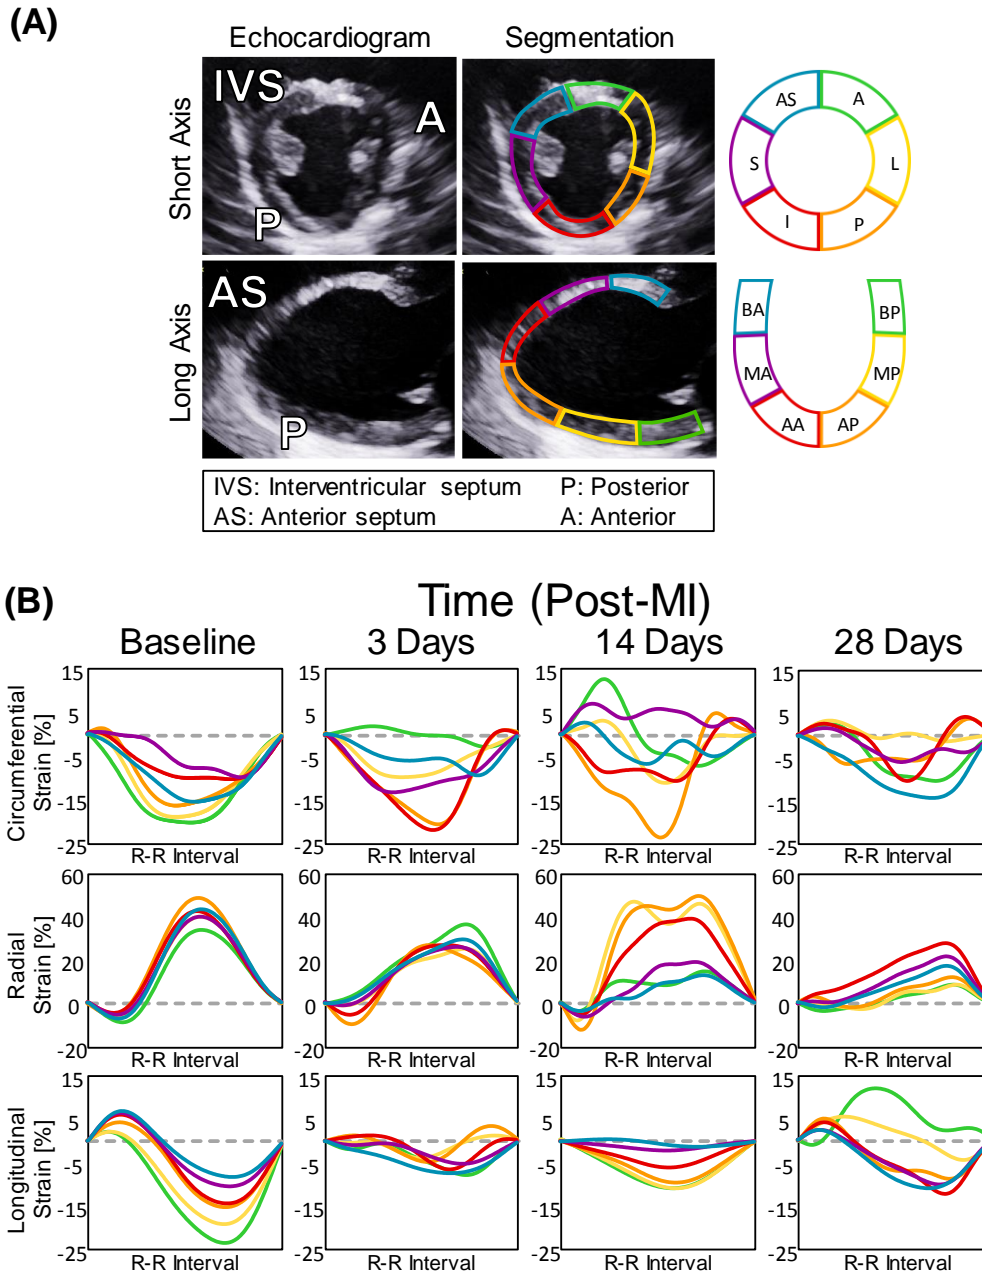 (A)
Echocardiogram Segmentation
Short Axis
IVS
A
P
AS A
S L
I P
Long Axis
AS
P
BA BP
MA MP
AA AP
IVS: Interventricular septum P: Posterior
AS: Anterior septum A: Anterior
(B)
Time (Post-MI)
Baseline 3 Days 14 Days 28 Days
Circumferential
Strain [%]
15 15 15 15
5 5 5 5
-5 -5 -5 -5
-15 -15 -15 -15
-25 -25 -25 -25
R-R Interval R-R Interval R-R Interval R-R Interval
Radial
Strain [%]
60 60 60 60
40 40 40 40
20 20 20 20
0 0 0 0
-20 -20 -20 -20
R-R Interval R-R Interval R-R Interval R-R Interval
Longitudinal
Strain [%]
15 15 15 15
5 5 5 5
-5 -5 -5 -5
-15 -15 -15 -15
-25 -25 -25 -25
R-R Interval R-R Interval R-R Interval R-R Interval